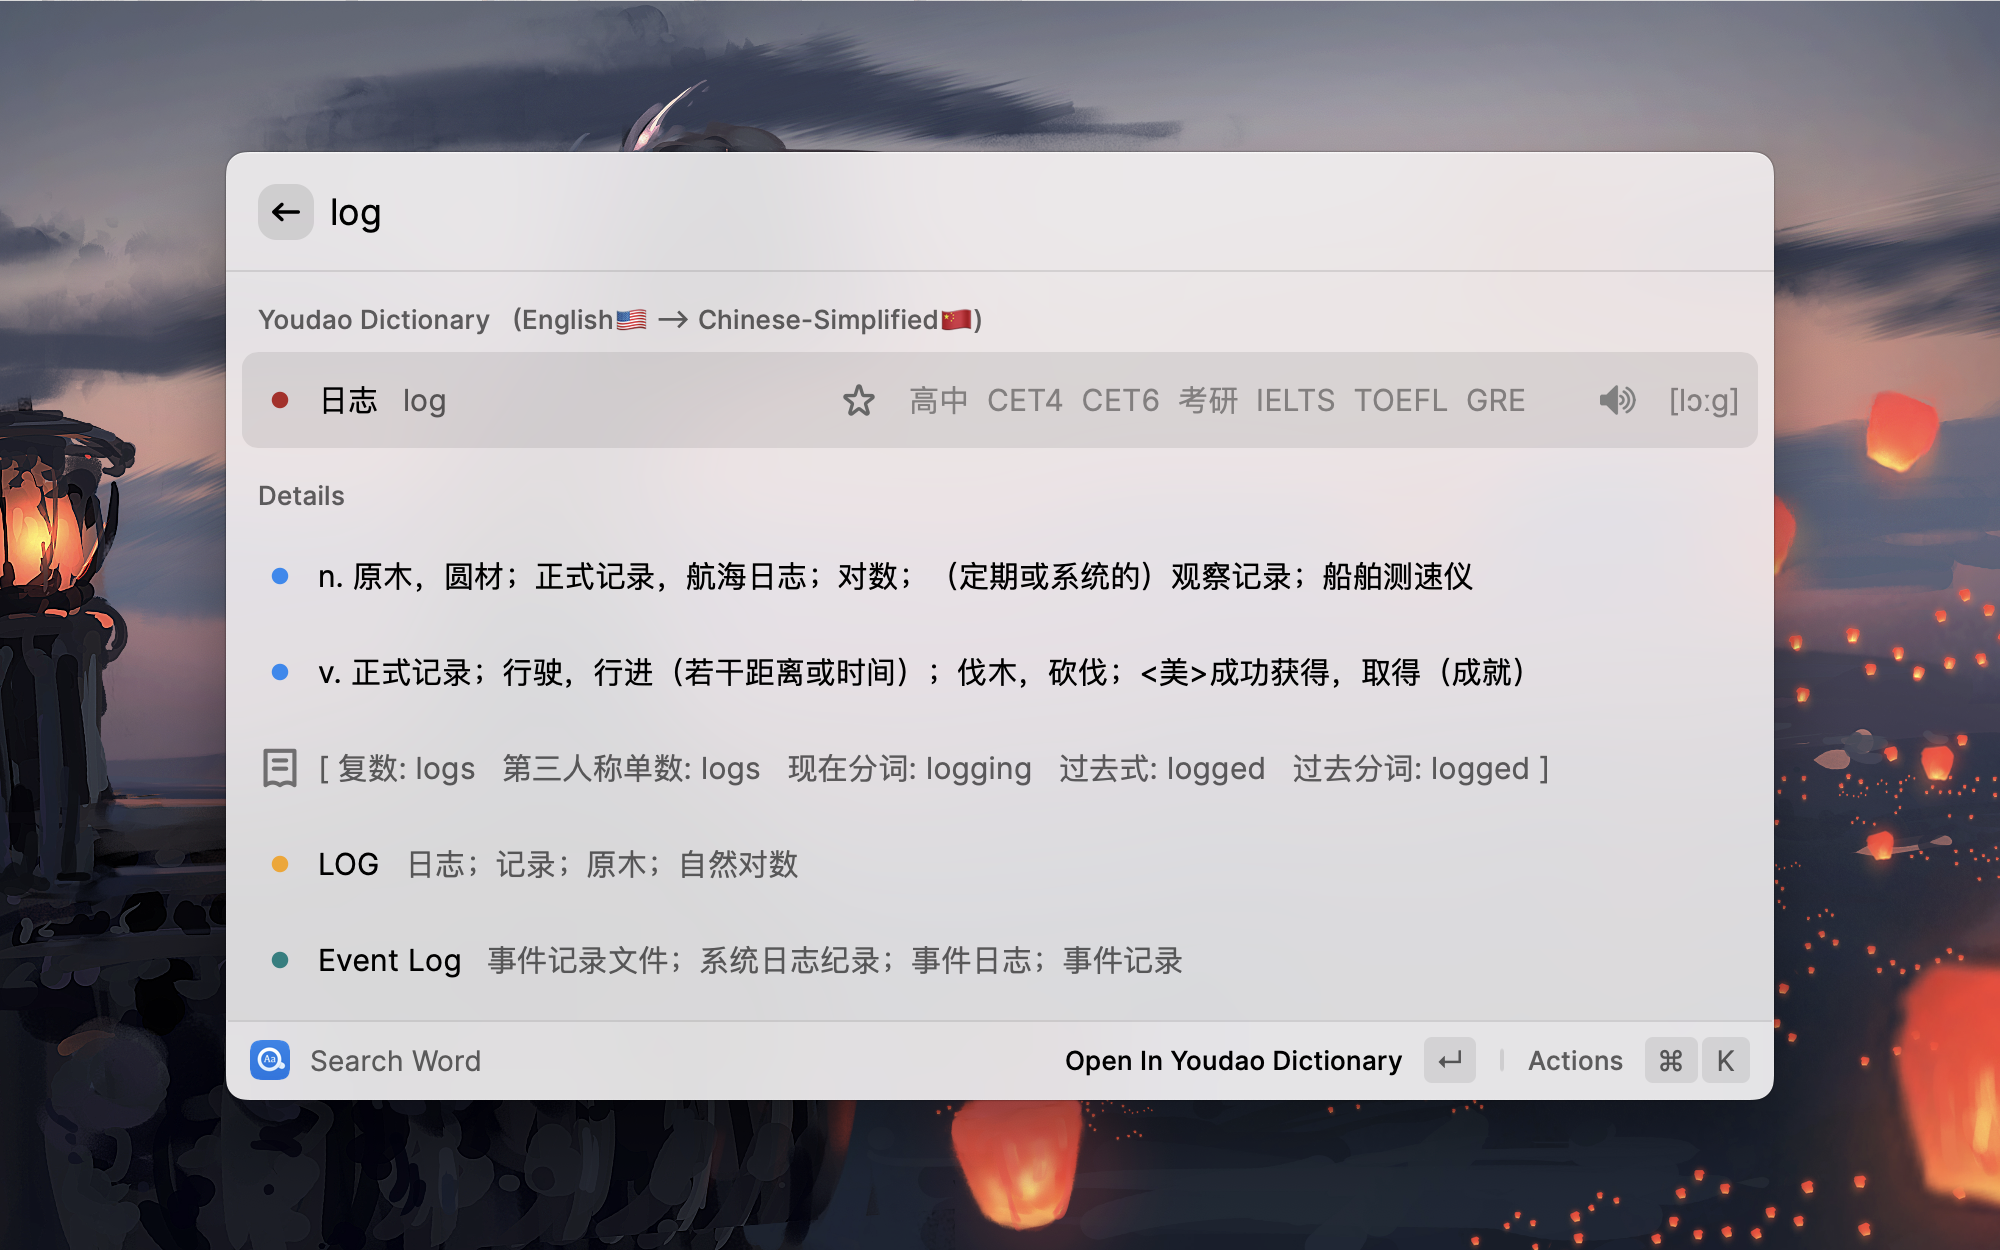 log
Youdao Dictionary (English🇺🇸 → Chinese-Simplified🇨🇳)
日志 log 高中 CET4 CET6 考研 IELTS TOEFL GRE [lɔːɡ]
Details
n. 原木，圆材；正式记录，航海日志；对数；（定期或系统的）观察记录；船舶测速仪
v. 正式记录；行驶，行进（若干距离或时间）；伐木，砍伐；<美>成功获得，取得（成就）
[ 复数: logs 第三人称单数: logs 现在分词: logging 过去式: logged 过去分词: logged ]
LOG 日志；记录；原木；自然对数
Event Log 事件记录文件；系统日志纪录；事件日志；事件记录
Aa Search Word Open In Youdao Dictionary ↵ Actions ⌘ K